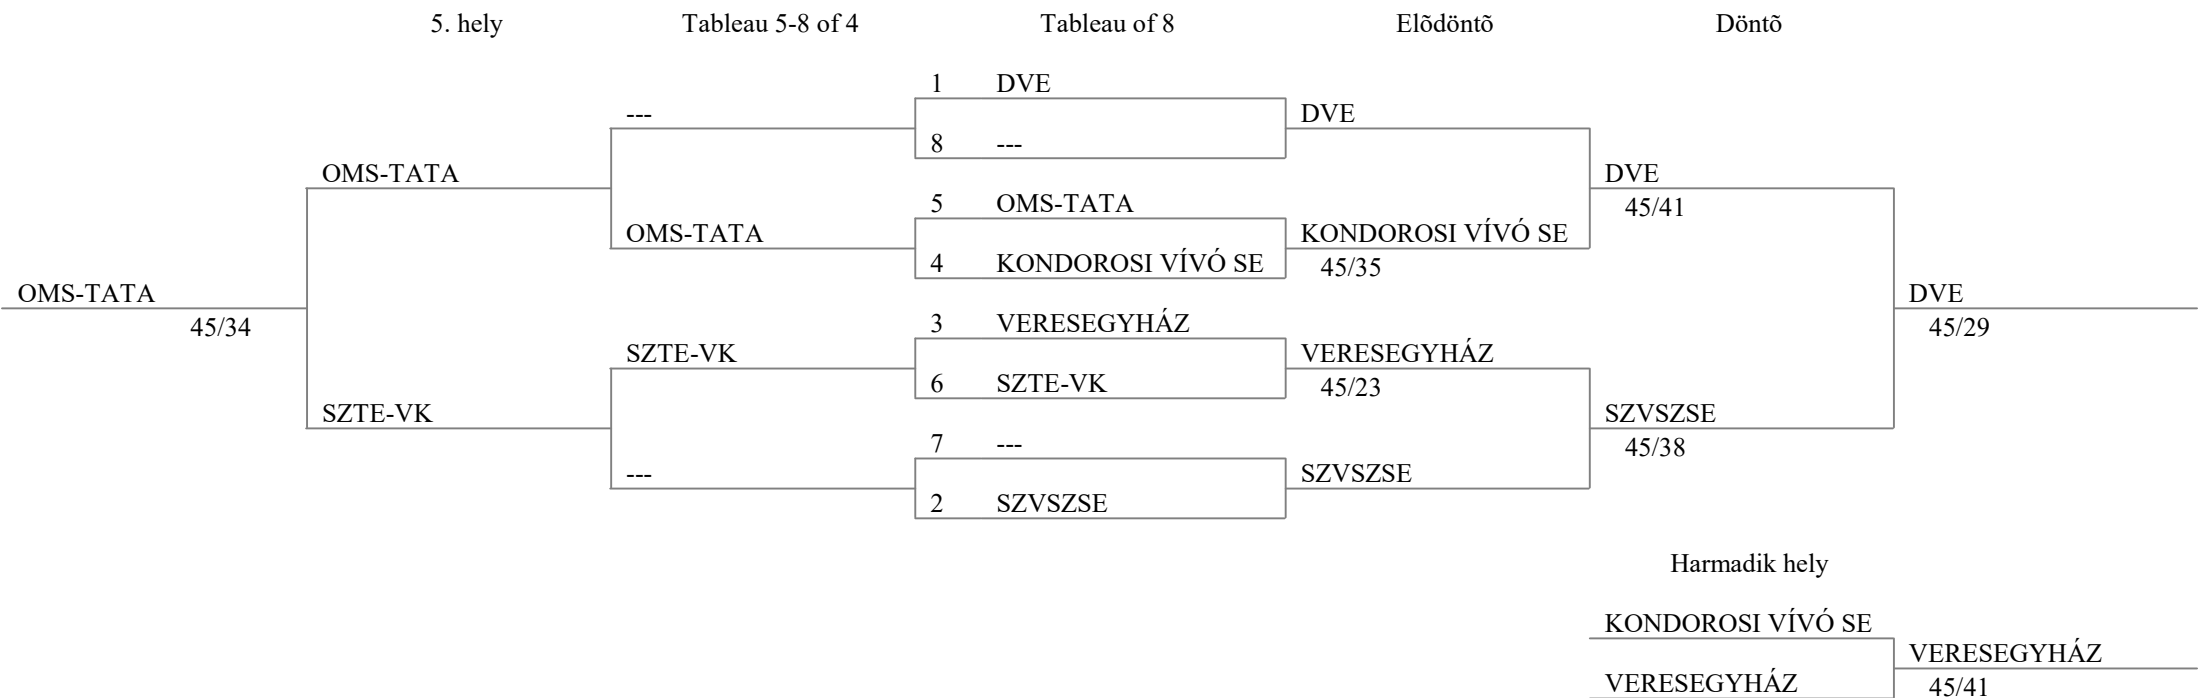 5. hely Tableau 5-8 of 4 Tableau of 8 Elõdöntõ Döntõ
1 DVE
--- DVE
8 ---
OMS-TATA DVE
5 OMS-TATA 45/41
OMS-TATA KONDOROSI VÍVÓ SE
4 KONDOROSI VÍVÓ SE 45/35
OMS-TATA DVE
45/34 3 VERESEGYHÁZ 45/29
SZTE-VK VERESEGYHÁZ
6 SZTE-VK 45/23
SZTE-VK SZVSZSE
7 --- 45/38
--- SZVSZSE
2 SZVSZSE
Harmadik hely
KONDOROSI VÍVÓ SE
VERESEGYHÁZ
VERESEGYHÁZ 45/41